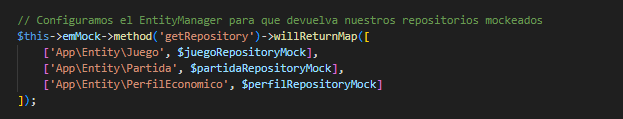 // Configuramos el EntityManager para que devuelva nuestros repositorios mockeados
$this->emMock->method('getRepository')->willReturnMap([
    ['App\Entity\Juego', $juegoRepositoryMock],
    ['App\Entity\Partida', $partidaRepositoryMock],
    ['App\Entity\PerfilEconomico', $perfilRepositoryMock]
]);